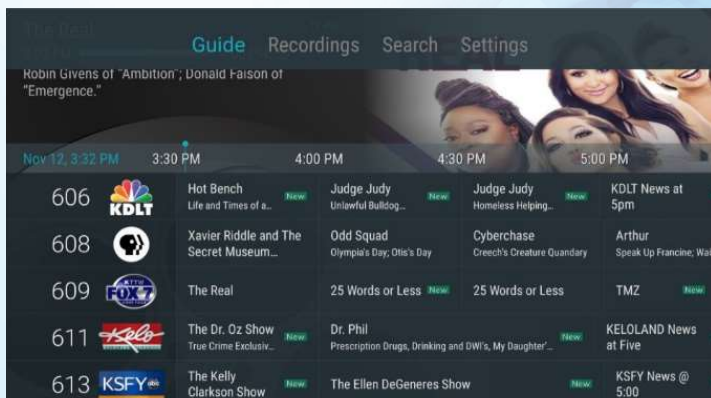 The Real
Guide Recordings Search Settings
Robin Givens of "Ambition"; Donald Faison of
"Emergence."
Nov 12, 3:32 PM 3:30 PM 4:00 PM 4:30 PM 5:00 PM
606 KDLT Hot Bench New Judge Judy New Judge Judy New KDLT News at
Life and Times of a... Unlawful Bulldog... Homeless Helping... 5pm
608 Xavier Riddle and The Odd Squad Cyberchase Arthur
Secret Museum... Olympia's Day; Otis's Day Creech's Creature Quandary Speak Up Francine; Wai
609 KTTW FOX 7 The Real 25 Words or Less New 25 Words or Less TMZ New
611 Kelo The Dr. Oz Show New Dr. Phil New KELOLAND News
True Crime Exclusiv... Prescription Drugs, Drinking and DWI's, My Daughter'... at Five
613 KSFY abc The Kelly New The Ellen DeGeneres Show New KSFY News @
Clarkson Show 5:00